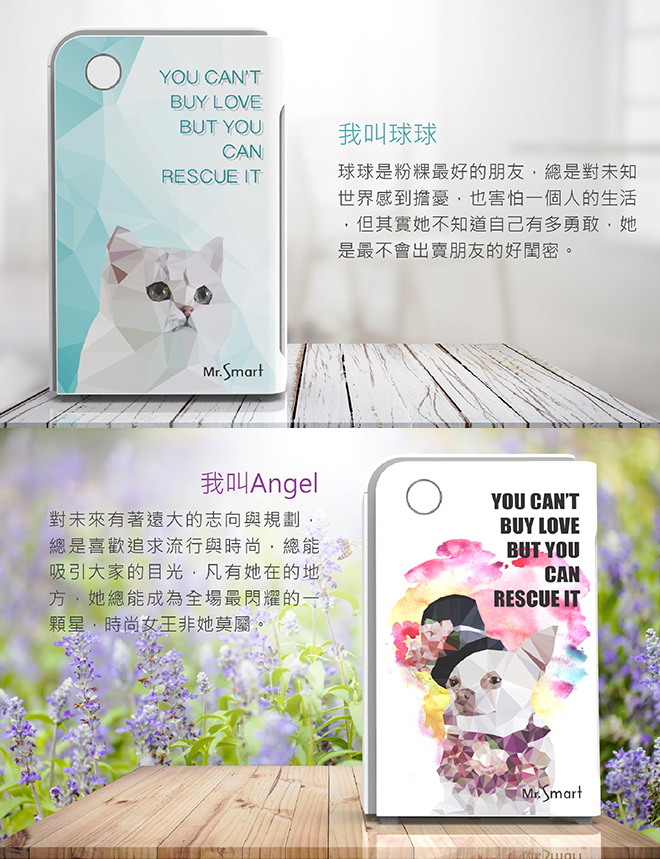 YOU CAN'T
BUY LOVE
BUT YOU
CAN
RESCUE IT
Mr.Smart
我叫球球
球球是粉粿最好的朋友，總是對未知
世界感到擔憂，也害怕一個人的生活
，但其實她不知道自己有多勇敢，她
是最不會出賣朋友的好閨密。
我叫Angel
對未來有著遠大的志向與規劃，
總是喜歡追求流行與時尚，總能
吸引大家的目光，凡有她在的地
方，她總能成為全場最閃耀的一
顆星，時尚女王非她莫屬。
YOU CAN'T
BUY LOVE
BUT YOU
CAN
RESCUE IT
Mr.Smart